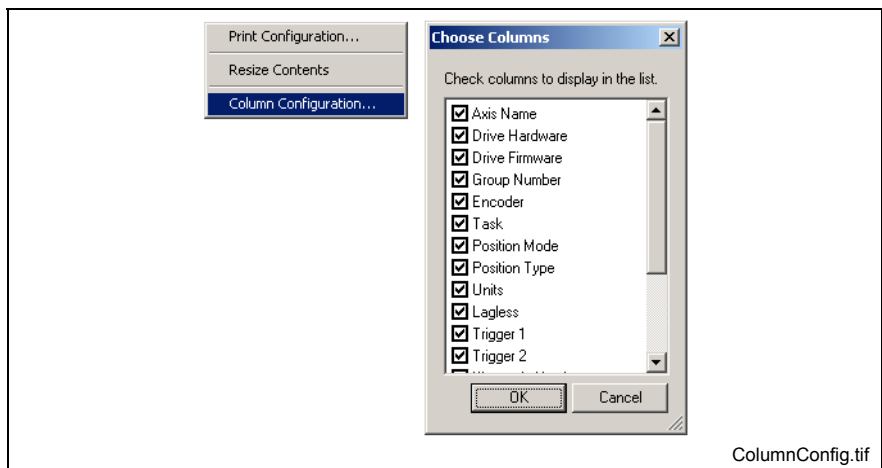 Print Configuration...
Resize Contents
Column Configuration...
Choose Columns
Check columns to display in the list.
Axis Name
Drive Hardware
Drive Firmware
Group Number
Encoder
Task
Position Mode
Position Type
Units
Lagless
Trigger 1
Trigger 2
OK
Cancel
ColumnConfig.tif